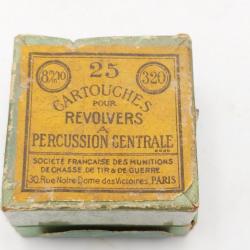 25
8m/m 320
CARTOUCHES
POUR
REVOLVERS
A
PERCUSSION CENTRALE
SOCIÉTÉ FRANÇAISE DES MUNITIONS
DE CHASSE, DE TIR & DE GUERRE.
30, Rue Notre Dame des Victoires, PARIS